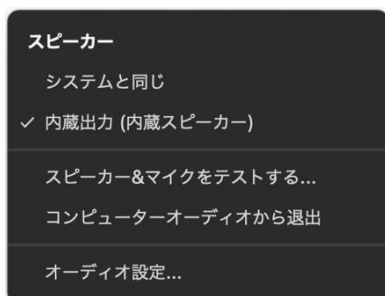 スピーカー
システムと同じ
✓ 内蔵出力 (内蔵スピーカー)
スピーカー&マイクをテストする...
コンピューターオーディオから退出
オーディオ設定...